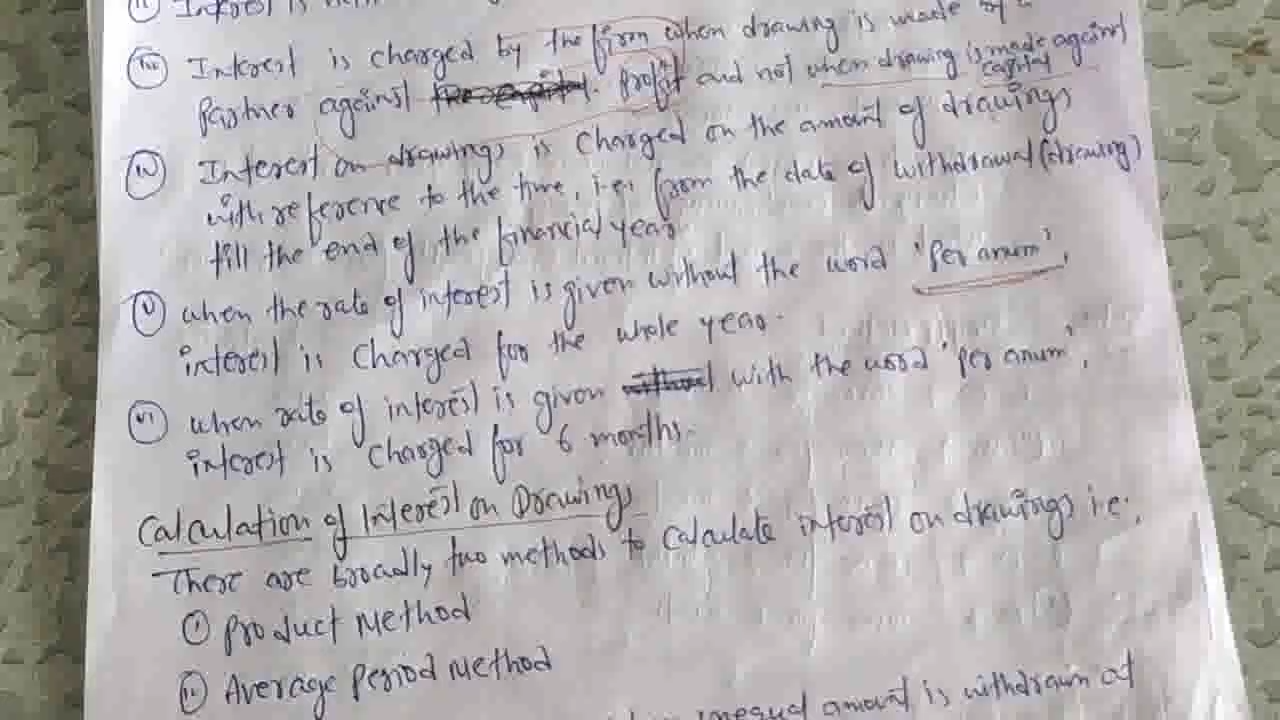 (ii) Interest is
(iii) Interest is charged by the firm when drawing is made by a
Partner against Profit and not when drawing is made against
capital
(iv) Interest on drawings is charged on the amount of drawings
with reference to the time, i.e. from the date of withdrawal (drawing)
till the end of the financial year.
(v) when the rate of interest is given without the word 'Per anum',
interest is charged for the whole year.
(vi) when rate of interest is given with the word 'per anum',
interest is charged for 6 months.
Calculation of Interest on Drawings
There are broadly two methods to calculate interest on drawings i.e.,
(i) Product Method
(ii) Average Period Method
unequal amount is withdrawn at